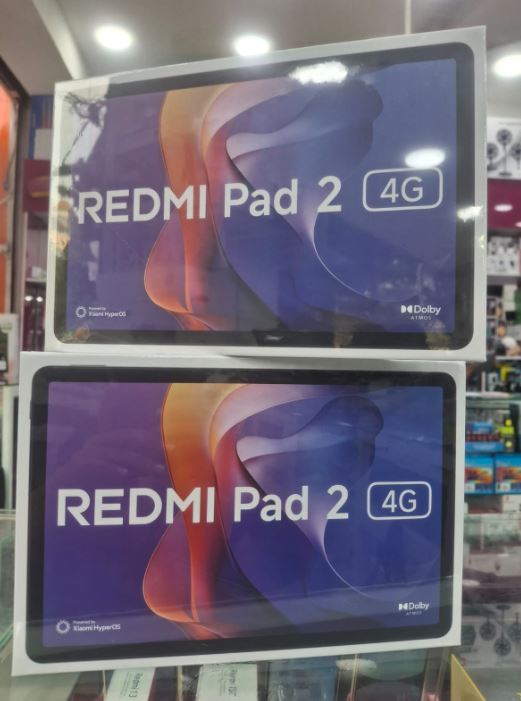 REDMI Pad 2 4G
Powered by
Xiaomi HyperOS
Dolby
ATMOS
REDMI Pad 2 4G
Powered by
Xiaomi HyperOS
Dolby
ATMOS